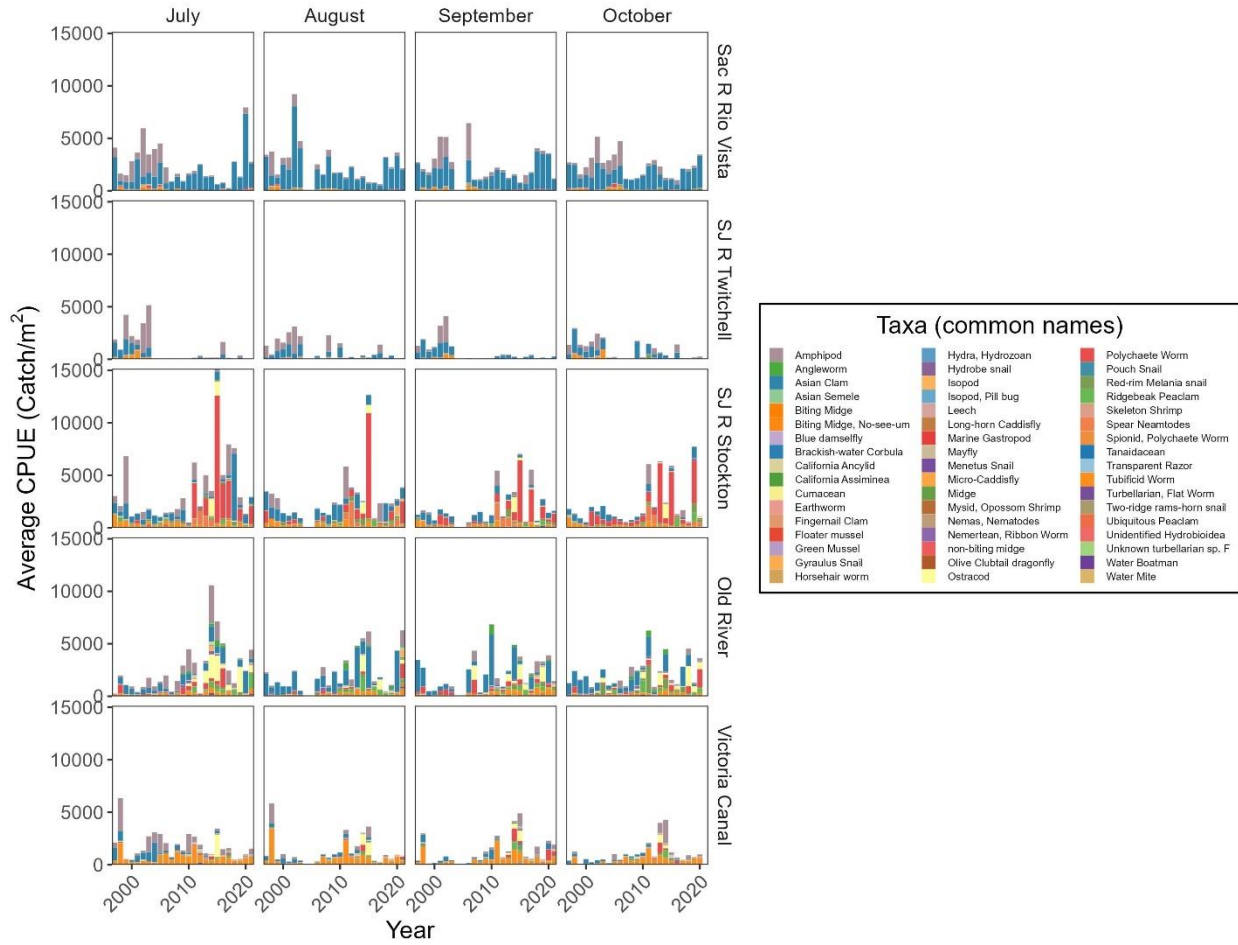 July August September October
Average CPUE (Catch/m²)
15000
10000
5000
0
Sac R Rio Vista
15000
10000
5000
0
SJ R Twitchell
15000
10000
5000
0
SJ R Stockton
15000
10000
5000
0
Old River
15000
10000
5000
0
Victoria Canal
2000 2010 2020 2000 2010 2020 2000 2010 2020 2000 2010 2020
Year
Taxa (common names)
Amphipod
Angleworm
Asian Clam
Asian Semele
Biting Midge
Biting Midge, No-see-um
Blue damselfly
Brackish-water Corbula
California Ancylid
California Assiminea
Cumacean
Earthworm
Fingernail Clam
Floater mussel
Green Mussel
Gyraulus Snail
Horsehair worm
Hydra, Hydrozoan
Hydrobe snail
Isopod
Isopod, Pill bug
Leech
Long-horn Caddisfly
Marine Gastropod
Mayfly
Menetus Snail
Micro-Caddisfly
Midge
Mysid, Opossom Shrimp
Nemas, Nematodes
Nemertean, Ribbon Worm
non-biting midge
Olive Clubtail dragonfly
Ostracod
Polychaete Worm
Pouch Snail
Red-rim Melania snail
Ridgebeak Peaclam
Skeleton Shrimp
Spear Neamtodes
Spionid, Polychaete Worm
Tanaidacean
Transparent Razor
Tubificid Worm
Turbellarian, Flat Worm
Two-ridge rams-horn snail
Ubiquitous Peaclam
Unidentified Hydrobioidea
Unknown turbellarian sp. F
Water Boatman
Water Mite